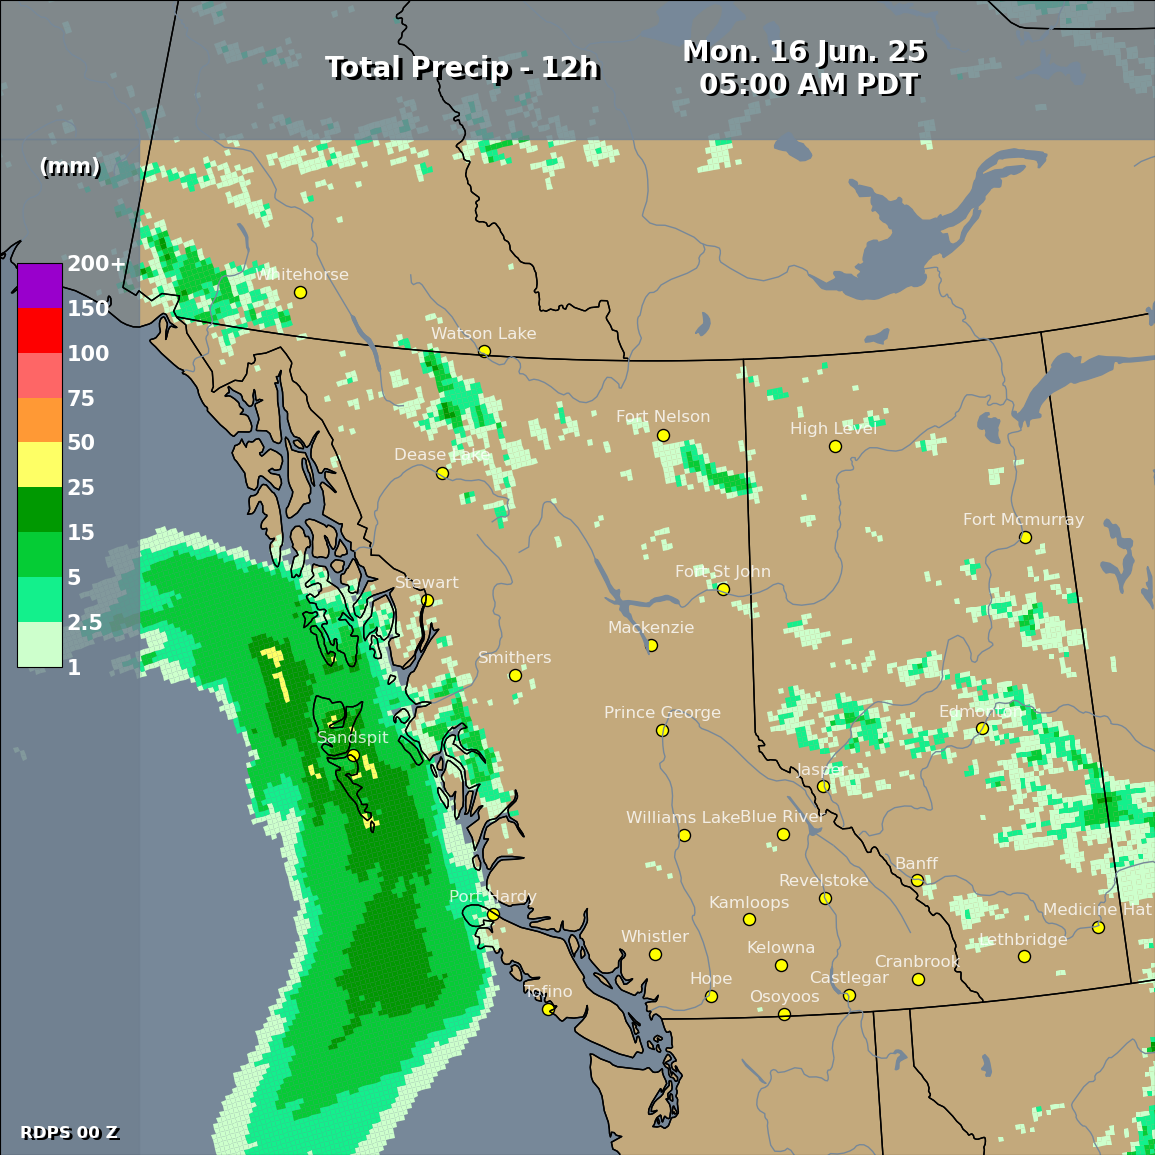 Total Precip - 12h
Mon. 16 Jun. 25
05:00 AM PDT
(mm)
200+
150
100
75
50
25
15
5
2.5
1
Whitehorse
Watson Lake
Fort Nelson
High Level
Dease Lake
Fort Mcmurray
Fort St John
Stewart
Mackenzie
Smithers
Prince George
Edmonton
Sandspit
Jasper
Williams Lake
Blue River
Banff
Revelstoke
Port Hardy
Kamloops
Medicine Hat
Whistler
Lethbridge
Kelowna
Cranbrook
Hope
Castlegar
Tofino
Osoyoos
RDPS 00 Z